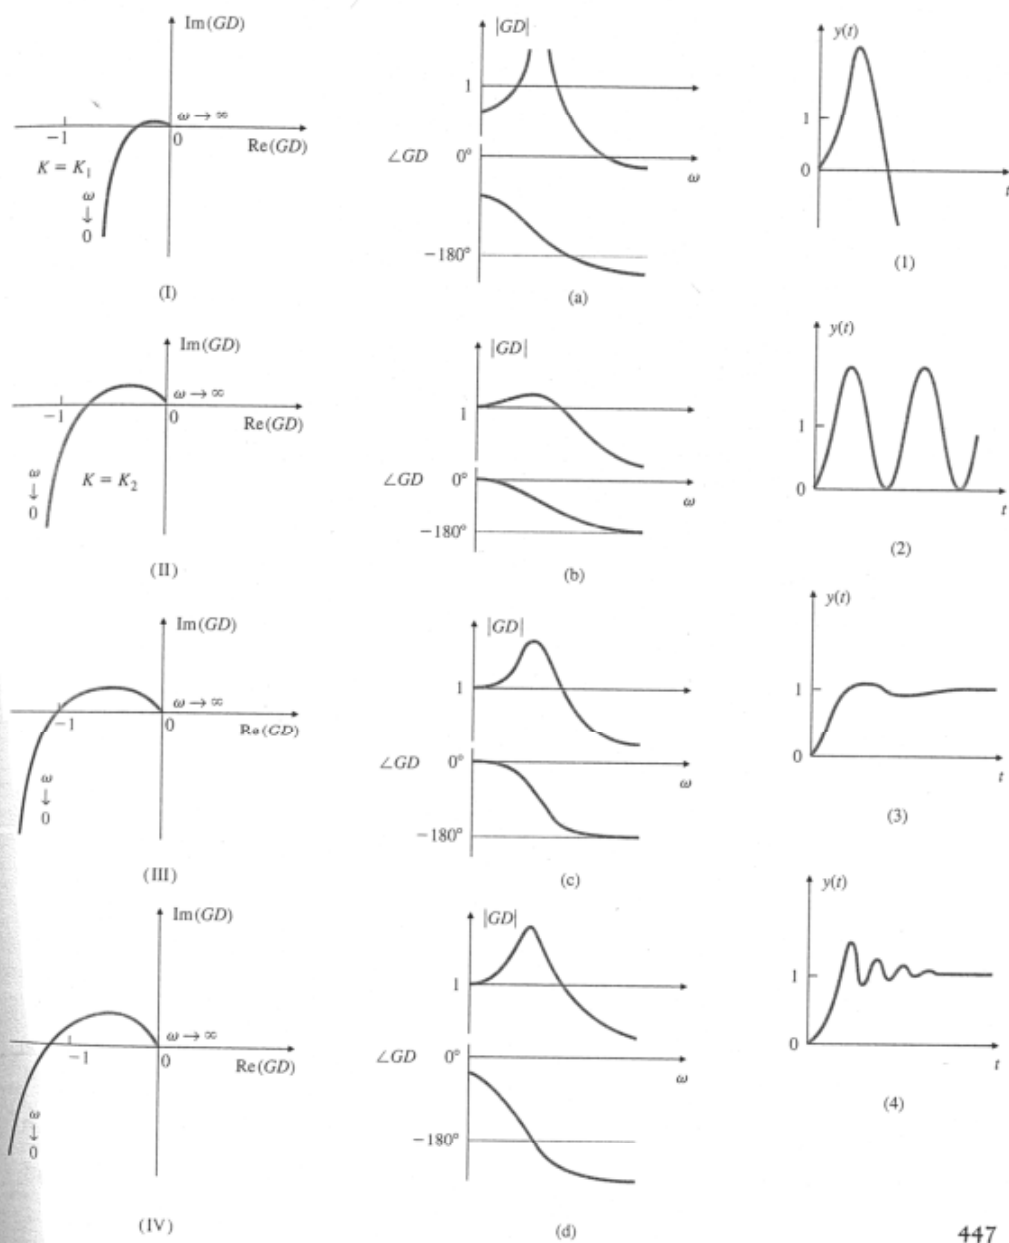 Im(GD)
ω → ∞
−1
0
Re(GD)
K = K₁
ω
↓
0
(I)
|GD|
1
∠GD 0°
ω
−180°
(a)
y(t)
1
0
t
(1)
Im(GD)
ω → ∞
−1
0
Re(GD)
K = K₂
ω
↓
0
(II)
|GD|
1
∠GD 0°
ω
−180°
(b)
y(t)
1
0
t
(2)
Im(GD)
ω → ∞
−1
0
Re(GD)
ω
↓
0
(III)
|GD|
1
∠GD 0°
ω
−180°
(c)
y(t)
1
0
t
(3)
Im(GD)
ω → ∞
−1
0
Re(GD)
ω
↓
0
(IV)
|GD|
1
∠GD 0°
ω
−180°
(d)
y(t)
1
0
t
(4)
447